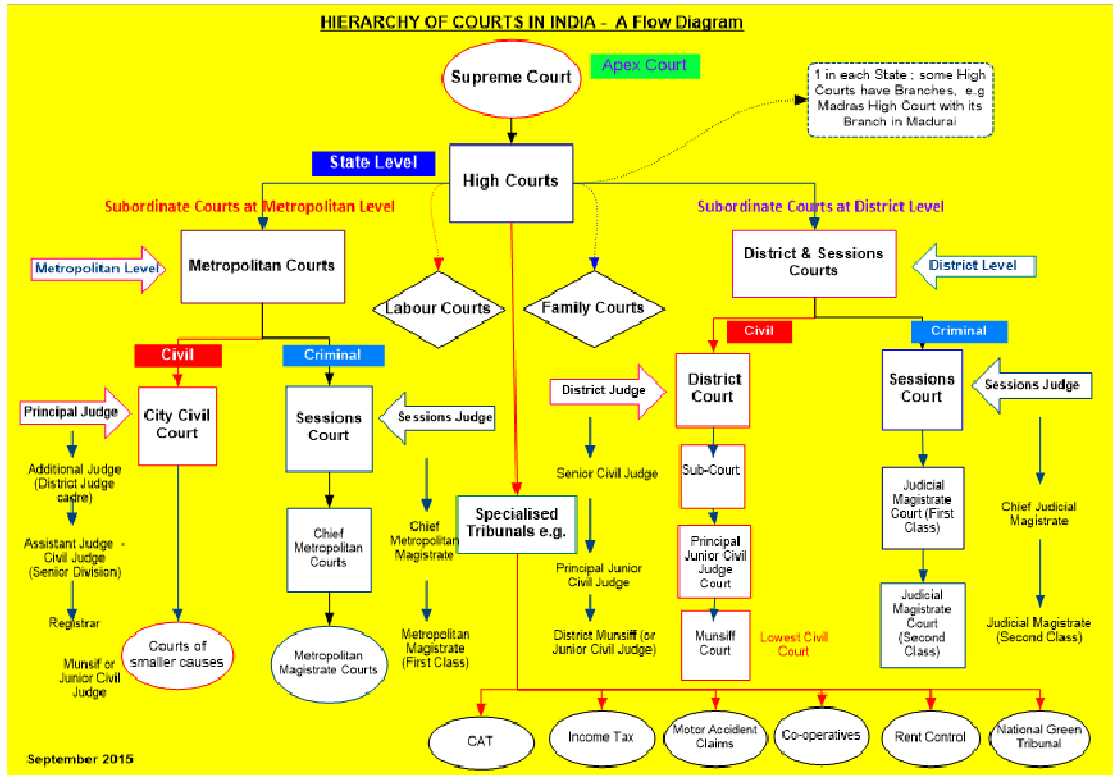 HIERARCHY OF COURTS IN INDIA - A Flow Diagram
Supreme Court
Apex Court
1 in each State ; some High
Courts have Branches, e.g
Madras High Court with its
Branch in Madurai
State Level
High Courts
Subordinate Courts at Metropolitan Level
Subordinate Courts at District Level
Metropolitan Level
Metropolitan Courts
Labour Courts
Family Courts
District & Sessions
Courts
District Level
Civil
Criminal
Civil
Criminal
Principal Judge
City Civil
Court
Sessions
Court
Sessions Judge
District Judge
District
Court
Sessions
Court
Sessions Judge
Additional Judge
(District Judge
cadre)
Assistant Judge -
Civil Judge
(Senior Division)
Registrar
Munsif or
Junior Civil
Judge
Courts of
smaller causes
Chief
Metropolitan
Courts
Metropolitan
Magistrate Courts
Chief
Metropolitan
Magistrate
Metropolitan
Magistrate
(First Class)
Specialised
Tribunals e.g.
Senior Civil Judge
Principal Junior
Civil Judge
District Munsiff (or
Junior Civil Judge)
Sub-Court
Principal
Junior Civil
Judge
Court
Munsiff
Court
Lowest Civil
Court
Judicial
Magistrate
Court (First
Class)
Judicial
Magistrate
Court
(Second
Class)
Chief Judicial
Magistrate
Judicial Magistrate
(Second Class)
CAT
Income Tax
Motor Accident
Claims
Co-operatives
Rent Control
National Green
Tribunal
September 2015